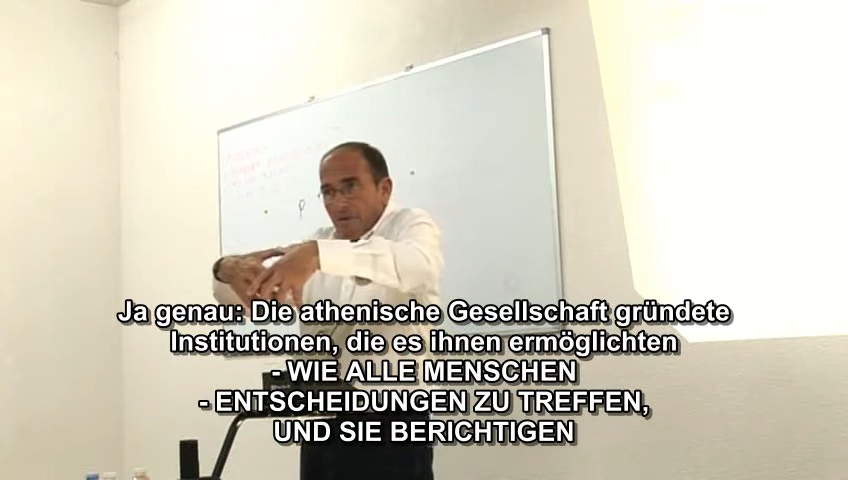 Ja genau: Die athenische Gesellschaft gründete
Institutionen, die es ihnen ermöglichten
- WIE ALLE MENSCHEN
- ENTSCHEIDUNGEN ZU TREFFEN,
UND SIE BERICHTIGEN